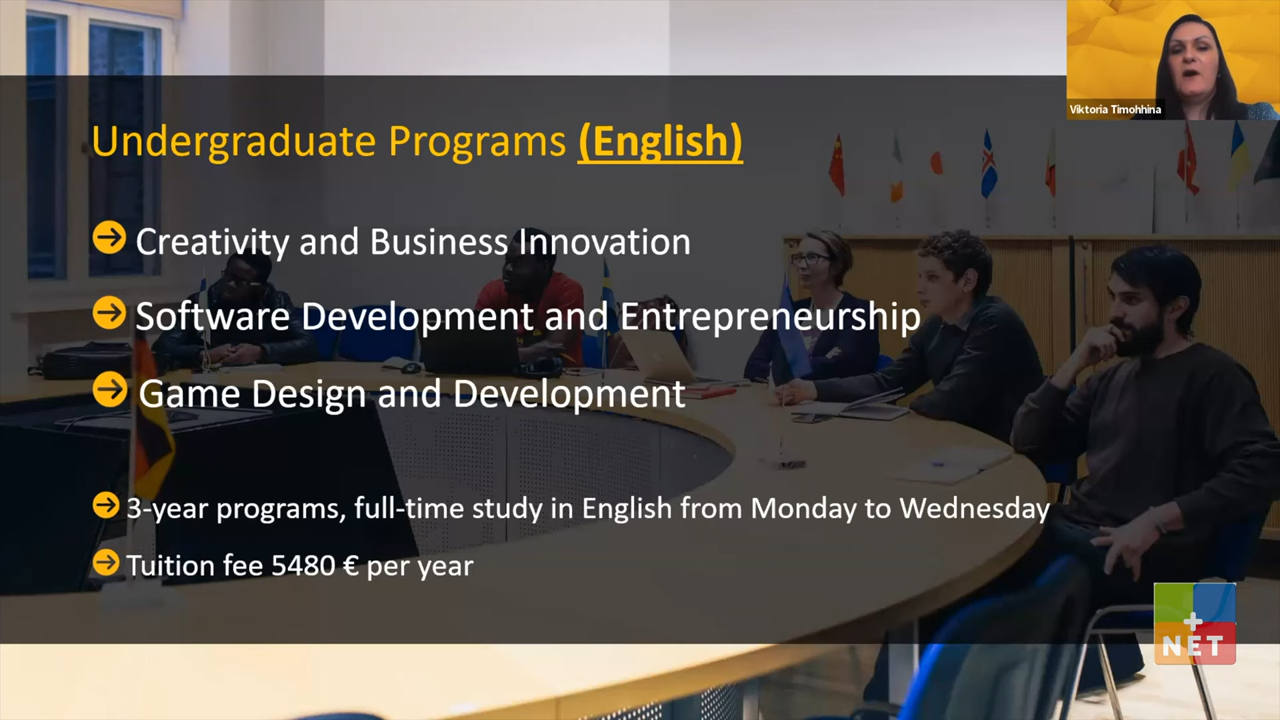 Viktoria Timohhina
Undergraduate Programs (English)
Creativity and Business Innovation
Software Development and Entrepreneurship
Game Design and Development
3-year programs, full-time study in English from Monday to Wednesday
Tuition fee 5480 € per year
+
NET